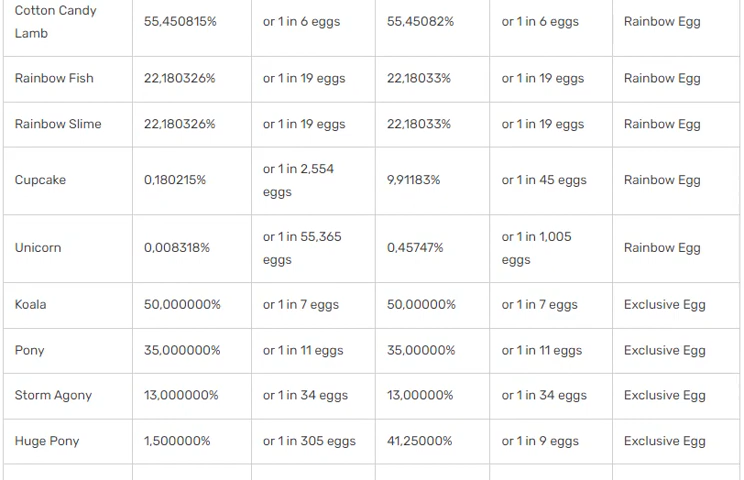 Cotton Candy
Lamb
55,450815%
or 1 in 6 eggs
55,45082%
or 1 in 6 eggs
Rainbow Egg
Rainbow Fish
22,180326%
or 1 in 19 eggs
22,18033%
or 1 in 19 eggs
Rainbow Egg
Rainbow Slime
22,180326%
or 1 in 19 eggs
22,18033%
or 1 in 19 eggs
Rainbow Egg
Cupcake
0,180215%
or 1 in 2,554
eggs
9,91183%
or 1 in 45 eggs
Rainbow Egg
Unicorn
0,008318%
or 1 in 55,365
eggs
0,45747%
or 1 in 1,005
eggs
Rainbow Egg
Koala
50,000000%
or 1 in 7 eggs
50,00000%
or 1 in 7 eggs
Exclusive Egg
Pony
35,000000%
or 1 in 11 eggs
35,00000%
or 1 in 11 eggs
Exclusive Egg
Storm Agony
13,000000%
or 1 in 34 eggs
13,00000%
or 1 in 34 eggs
Exclusive Egg
Huge Pony
1,500000%
or 1 in 305 eggs
41,25000%
or 1 in 9 eggs
Exclusive Egg